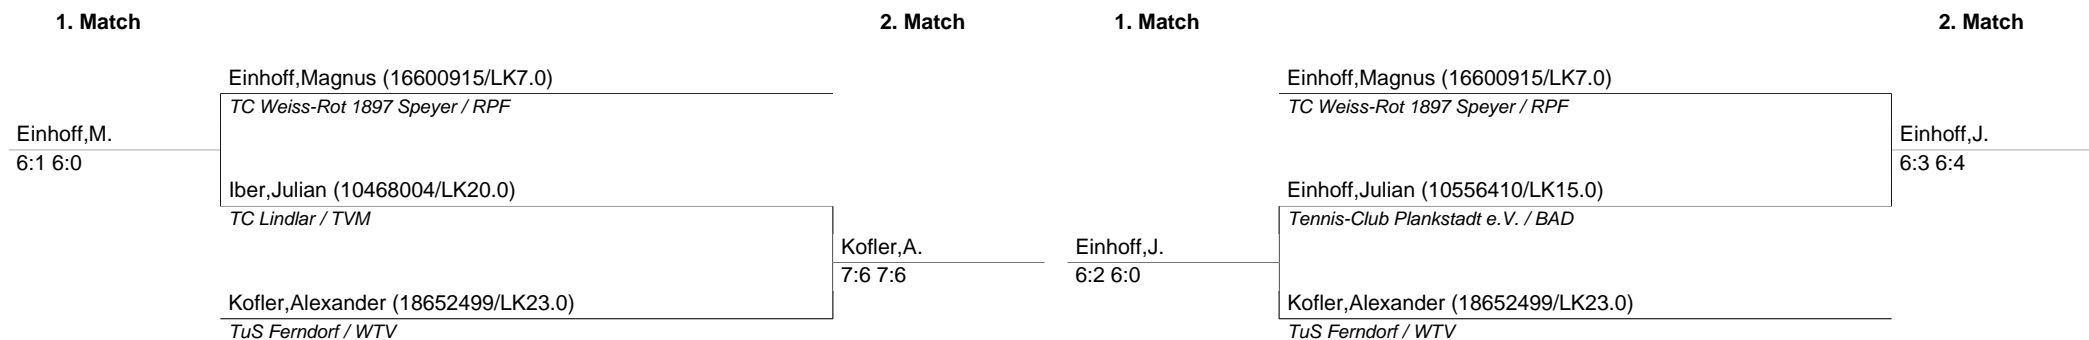 1. Match
2. Match
1. Match
2. Match
Einhoff,Magnus (16600915/LK7.0)
TC Weiss-Rot 1897 Speyer / RPF
Einhoff,M.
6:1 6:0
Iber,Julian (10468004/LK20.0)
TC Lindlar / TVM
Kofler,A.
7:6 7:6
Kofler,Alexander (18652499/LK23.0)
TuS Ferndorf / WTV
Einhoff,Magnus (16600915/LK7.0)
TC Weiss-Rot 1897 Speyer / RPF
Einhoff,J.
6:3 6:4
Einhoff,Julian (10556410/LK15.0)
Tennis-Club Plankstadt e.V. / BAD
Einhoff,J.
6:2 6:0
Kofler,Alexander (18652499/LK23.0)
TuS Ferndorf / WTV